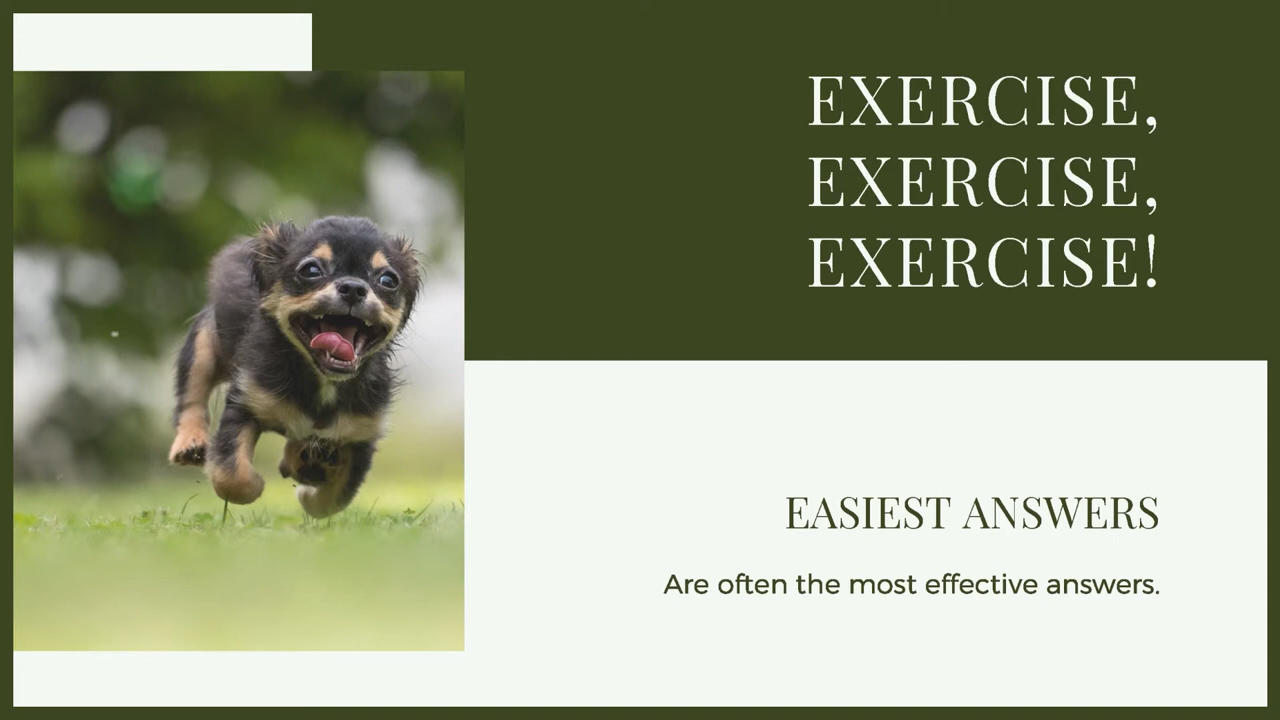 EXERCISE,
EXERCISE,
EXERCISE!
EASIEST ANSWERS
Are often the most effective answers.